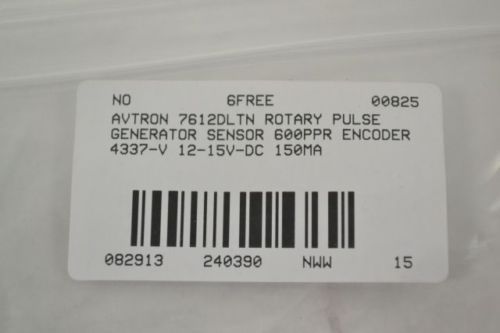 NO 6FREE 00825
AVTRON 7612DLTN ROTARY PULSE
GENERATOR SENSOR 600PPR ENCODER
4337-V 12-15V-DC 150MA
082913 240390 NWW 15